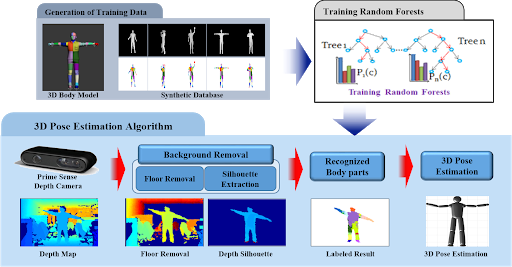 Generation of Training Data
3D Body Model
Synthetic Database
Training Random Forests
Tree 1
Tree n
P1(c)
Pn(c)
Training Random Forests
3D Pose Estimation Algorithm
Prime Sense
Depth Camera
Background Removal
Floor Removal
Silhouette
Extraction
Recognized
Body parts
3D Pose
Estimation
Depth Map
Floor Removal
Depth Silhouette
Labeled Result
3D Pose Estimation